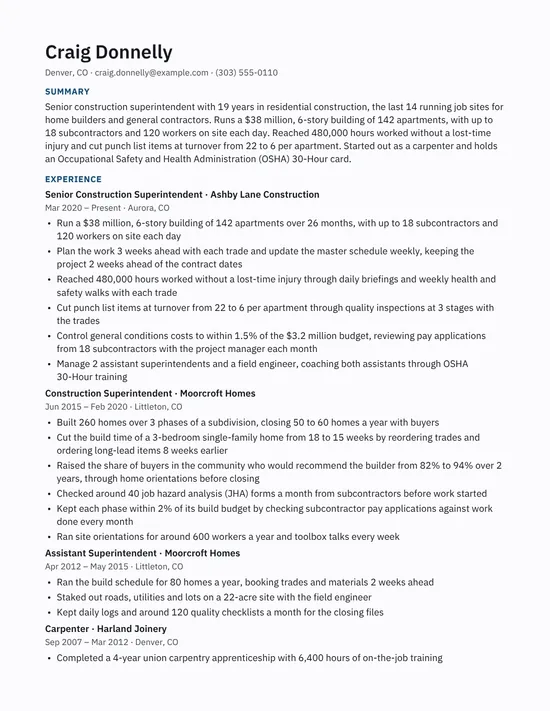 Craig Donnelly
Denver, CO · craig.donnelly@example.com · (303) 555-0110
SUMMARY
Senior construction superintendent with 19 years in residential construction, the last 14 running job sites for
home builders and general contractors. Runs a $38 million, 6-story building of 142 apartments, with up to
18 subcontractors and 120 workers on site each day. Reached 480,000 hours worked without a lost-time
injury and cut punch list items at turnover from 22 to 6 per apartment. Started out as a carpenter and holds
an Occupational Safety and Health Administration (OSHA) 30-Hour card.
EXPERIENCE
Senior Construction Superintendent · Ashby Lane Construction
Mar 2020 – Present · Aurora, CO
• Run a $38 million, 6-story building of 142 apartments over 26 months, with up to 18 subcontractors and
120 workers on site each day
• Plan the work 3 weeks ahead with each trade and update the master schedule weekly, keeping the
project 2 weeks ahead of the contract dates
• Reached 480,000 hours worked without a lost-time injury through daily briefings and weekly health and
safety walks with each trade
• Cut punch list items at turnover from 22 to 6 per apartment through quality inspections at 3 stages with
the trades
• Control general conditions costs to within 1.5% of the $3.2 million budget, reviewing pay applications
from 18 subcontractors with the project manager each month
• Manage 2 assistant superintendents and a field engineer, coaching both assistants through OSHA
30-Hour training
Construction Superintendent · Moorcroft Homes
Jun 2015 – Feb 2020 · Littleton, CO
• Built 260 homes over 3 phases of a subdivision, closing 50 to 60 homes a year with buyers
• Cut the build time of a 3-bedroom single-family home from 18 to 15 weeks by reordering trades and
ordering long-lead items 8 weeks earlier
• Raised the share of buyers in the community who would recommend the builder from 82% to 94% over 2
years, through home orientations before closing
• Checked around 40 job hazard analysis (JHA) forms a month from subcontractors before work started
• Kept each phase within 2% of its build budget by checking subcontractor pay applications against work
done every month
• Ran site orientations for around 600 workers a year and toolbox talks every week
Assistant Superintendent · Moorcroft Homes
Apr 2012 – May 2015 · Littleton, CO
• Ran the build schedule for 80 homes a year, booking trades and materials 2 weeks ahead
• Staked out roads, utilities and lots on a 22-acre site with the field engineer
• Kept daily logs and around 120 quality checklists a month for the closing files
Carpenter · Harland Joinery
Sep 2007 – Mar 2012 · Denver, CO
• Completed a 4-year union carpentry apprenticeship with 6,400 hours of on-the-job training